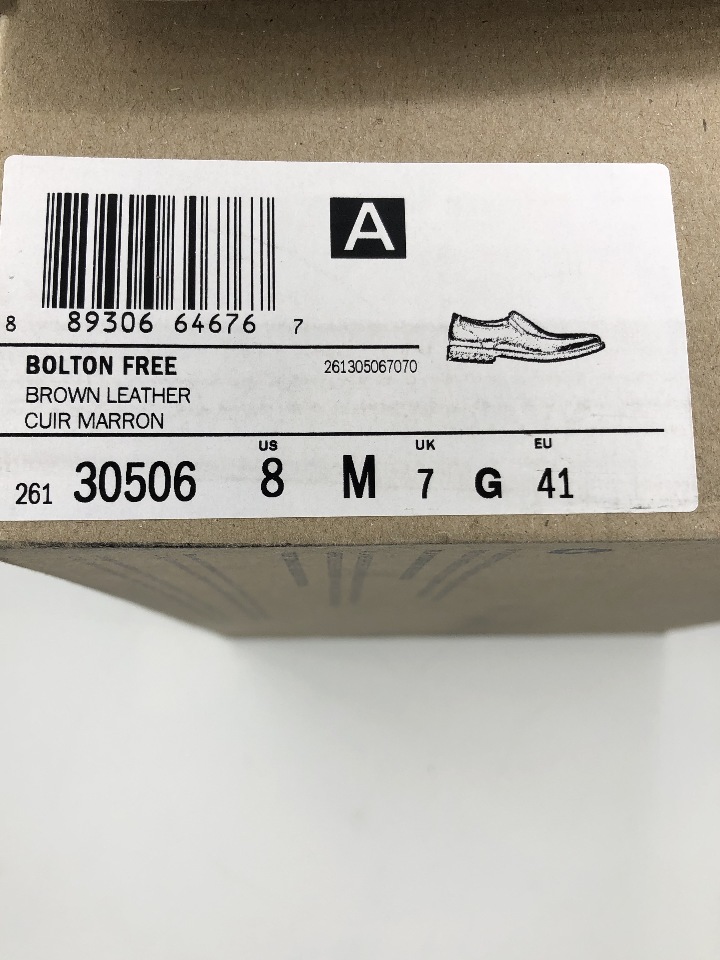 A
8 89306 64676 7
BOLTON FREE 261305067070
BROWN LEATHER
CUIR MARRON
US UK EU
261 30506 8 M 7 G 41